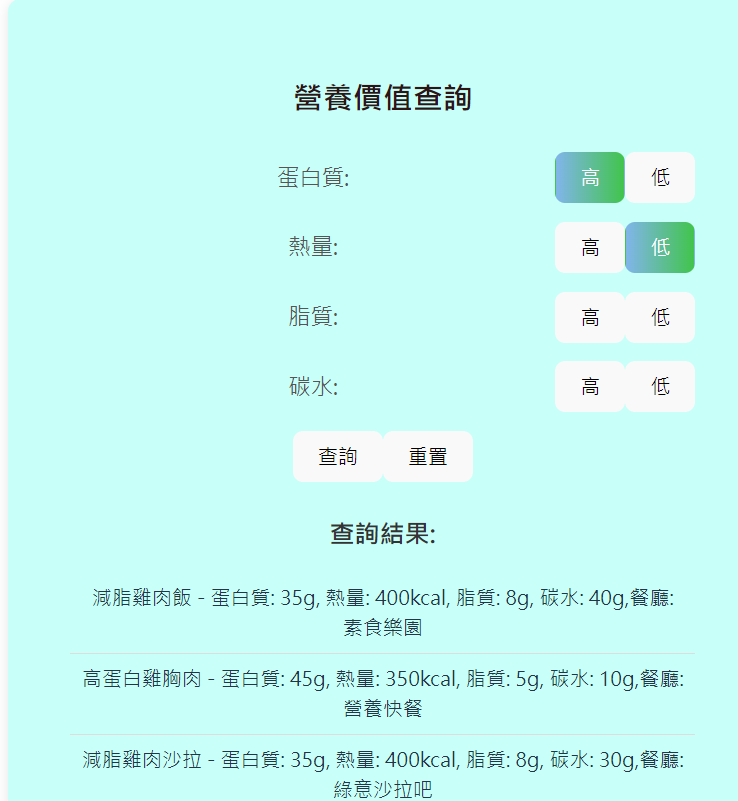 營養價值查詢
蛋白質: 高 低
熱量: 高 低
脂質: 高 低
碳水: 高 低
查詢 重置
查詢結果:
減脂雞肉飯 - 蛋白質: 35g, 熱量: 400kcal, 脂質: 8g, 碳水: 40g,餐廳:
素食樂園
高蛋白雞胸肉 - 蛋白質: 45g, 熱量: 350kcal, 脂質: 5g, 碳水: 10g,餐廳:
營養快餐
減脂雞肉沙拉 - 蛋白質: 35g, 熱量: 400kcal, 脂質: 8g, 碳水: 30g,餐廳:
綠意沙拉吧